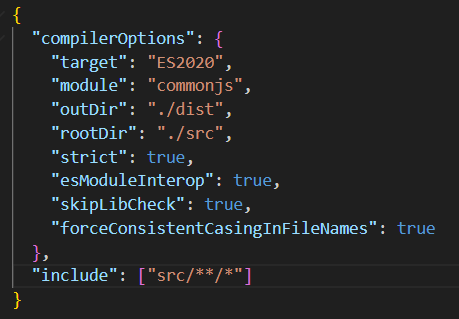 {
  "compilerOptions": {
    "target": "ES2020",
    "module": "commonjs",
    "outDir": "./dist",
    "rootDir": "./src",
    "strict": true,
    "esModuleInterop": true,
    "skipLibCheck": true,
    "forceConsistentCasingInFileNames": true
  },
  "include": ["src/**/*"]
}